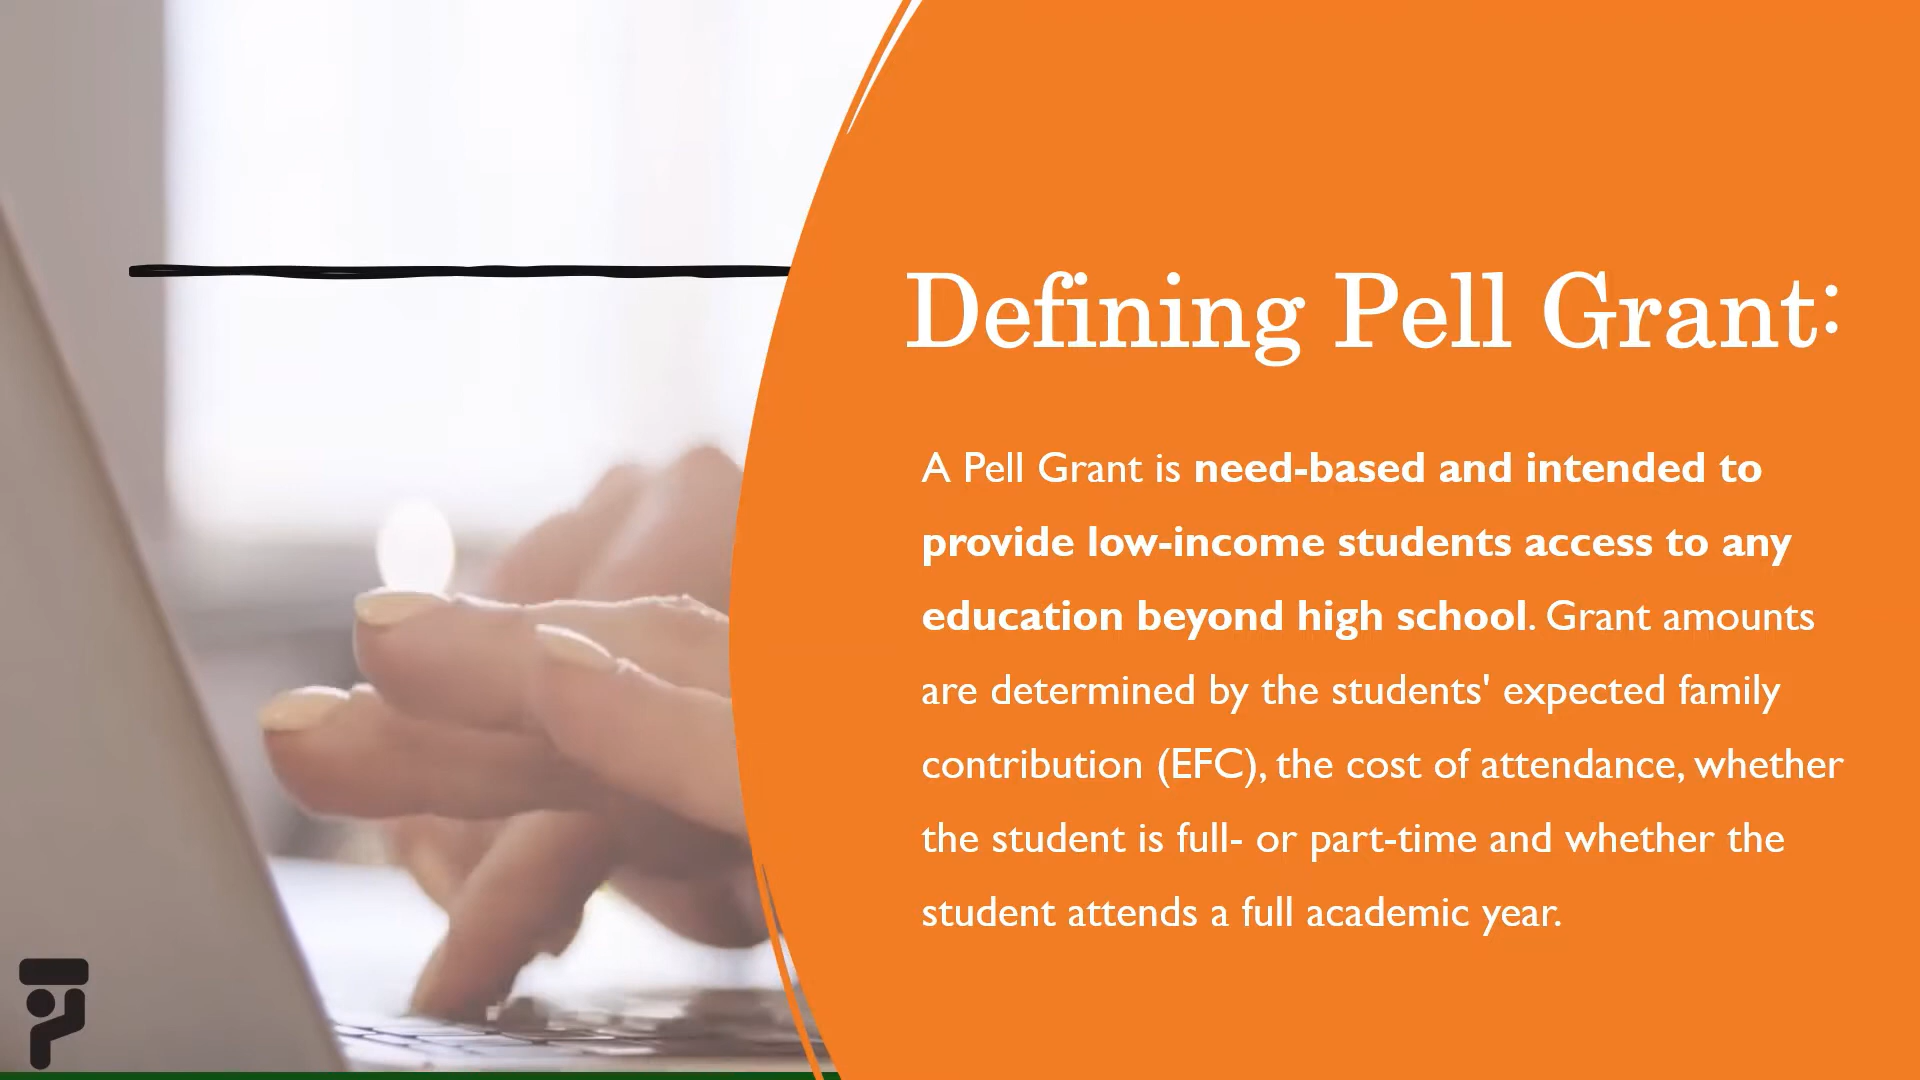 Defining Pell Grant:
A Pell Grant is need-based and intended to
provide low-income students access to any
education beyond high school. Grant amounts
are determined by the students' expected family
contribution (EFC), the cost of attendance, whether
the student is full- or part-time and whether the
student attends a full academic year.